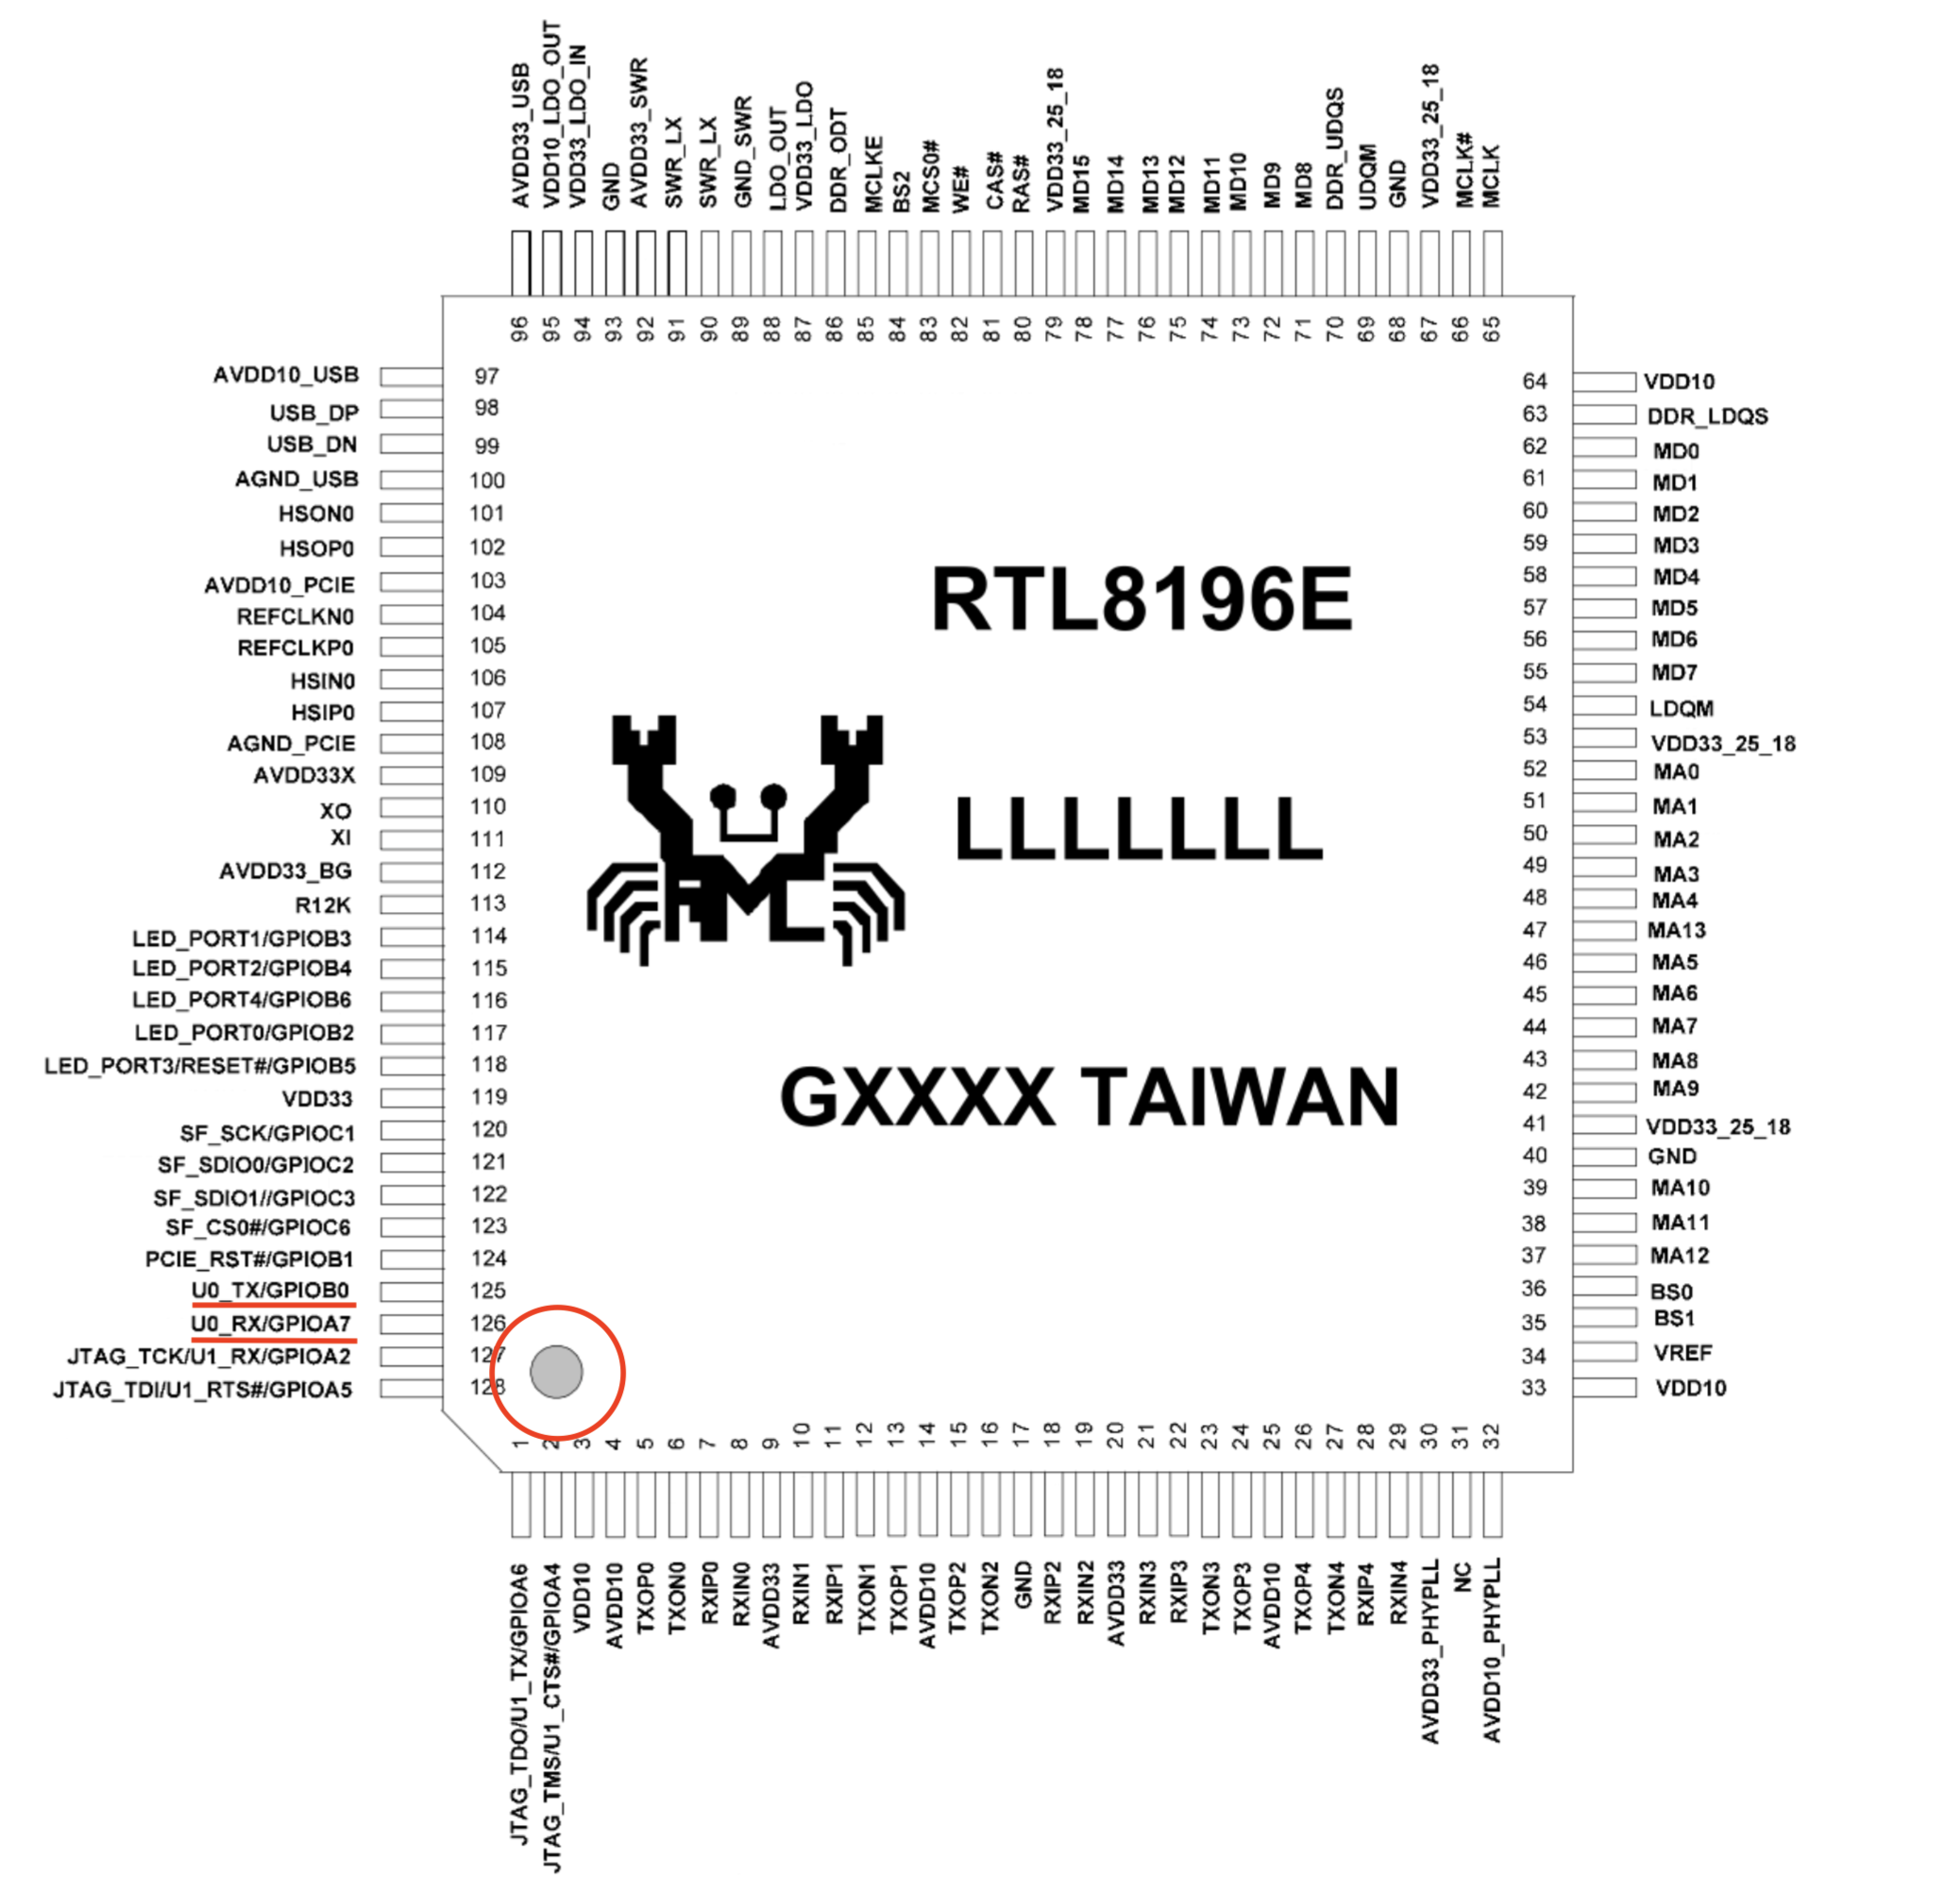 AVDD33_USB
VDD10_LDO_OUT
VDD33_LDO_IN
GND
AVDD33_SWR
SWR_LX
SWR_LX
GND_SWR
LDO_OUT
VDD33_LDO
DDR_ODT
MCLKE
BS2
MCS0#
WE#
CAS#
RAS#
VDD33_25_18
MD15
MD14
MD13
MD12
MD11
MD10
MD9
MD8
DDR_UDQS
UDQM
GND
VDD33_25_18
MCLK#
MCLK
96 95 94 93 92 91 90 89 88 87 86 85 84 83 82 81 80 79 78 77 76 75 74 73 72 71 70 69 68 67 66 65
AVDD10_USB 97
USB_DP 98
USB_DN 99
AGND_USB 100
HSON0 101
HSOP0 102
AVDD10_PCIE 103
REFCLKN0 104
REFCLKP0 105
HSIN0 106
HSIP0 107
AGND_PCIE 108
AVDD33X 109
XO 110
XI 111
AVDD33_BG 112
R12K 113
LED_PORT1/GPIOB3 114
LED_PORT2/GPIOB4 115
LED_PORT4/GPIOB6 116
LED_PORT0/GPIOB2 117
LED_PORT3/RESET#/GPIOB5 118
VDD33 119
SF_SCK/GPIOC1 120
SF_SDIO0/GPIOC2 121
SF_SDIO1//GPIOC3 122
SF_CS0#/GPIOC6 123
PCIE_RST#/GPIOB1 124
U0_TX/GPIOB0 125
U0_RX/GPIOA7 126
JTAG_TCK/U1_RX/GPIOA2 127
JTAG_TDI/U1_RTS#/GPIOA5 128
RTL8196E
LLLLLLL
GXXXX TAIWAN
64 VDD10
63 DDR_LDQS
62 MD0
61 MD1
60 MD2
59 MD3
58 MD4
57 MD5
56 MD6
55 MD7
54 LDQM
53 VDD33_25_18
52 MA0
51 MA1
50 MA2
49 MA3
48 MA4
47 MA13
46 MA5
45 MA6
44 MA7
43 MA8
42 MA9
41 VDD33_25_18
40 GND
39 MA10
38 MA11
37 MA12
36 BS0
35 BS1
34 VREF
33 VDD10
1 2 3 4 5 6 7 8 9 10 11 12 13 14 15 16 17 18 19 20 21 22 23 24 25 26 27 28 29 30 31 32
JTAG_TDO/U1_TX/GPIOA6
JTAG_TMS/U1_CTS#/GPIOA4
VDD10
AVDD10
TXOP0
TXON0
RXIP0
RXIN0
AVDD33
RXIN1
RXIP1
TXON1
TXOP1
AVDD10
TXOP2
TXON2
GND
RXIP2
RXIN2
AVDD33
RXIN3
RXIP3
TXON3
TXOP3
AVDD10
TXOP4
TXON4
RXIP4
RXIN4
AVDD33_PHYPLL
NC
AVDD10_PHYPLL